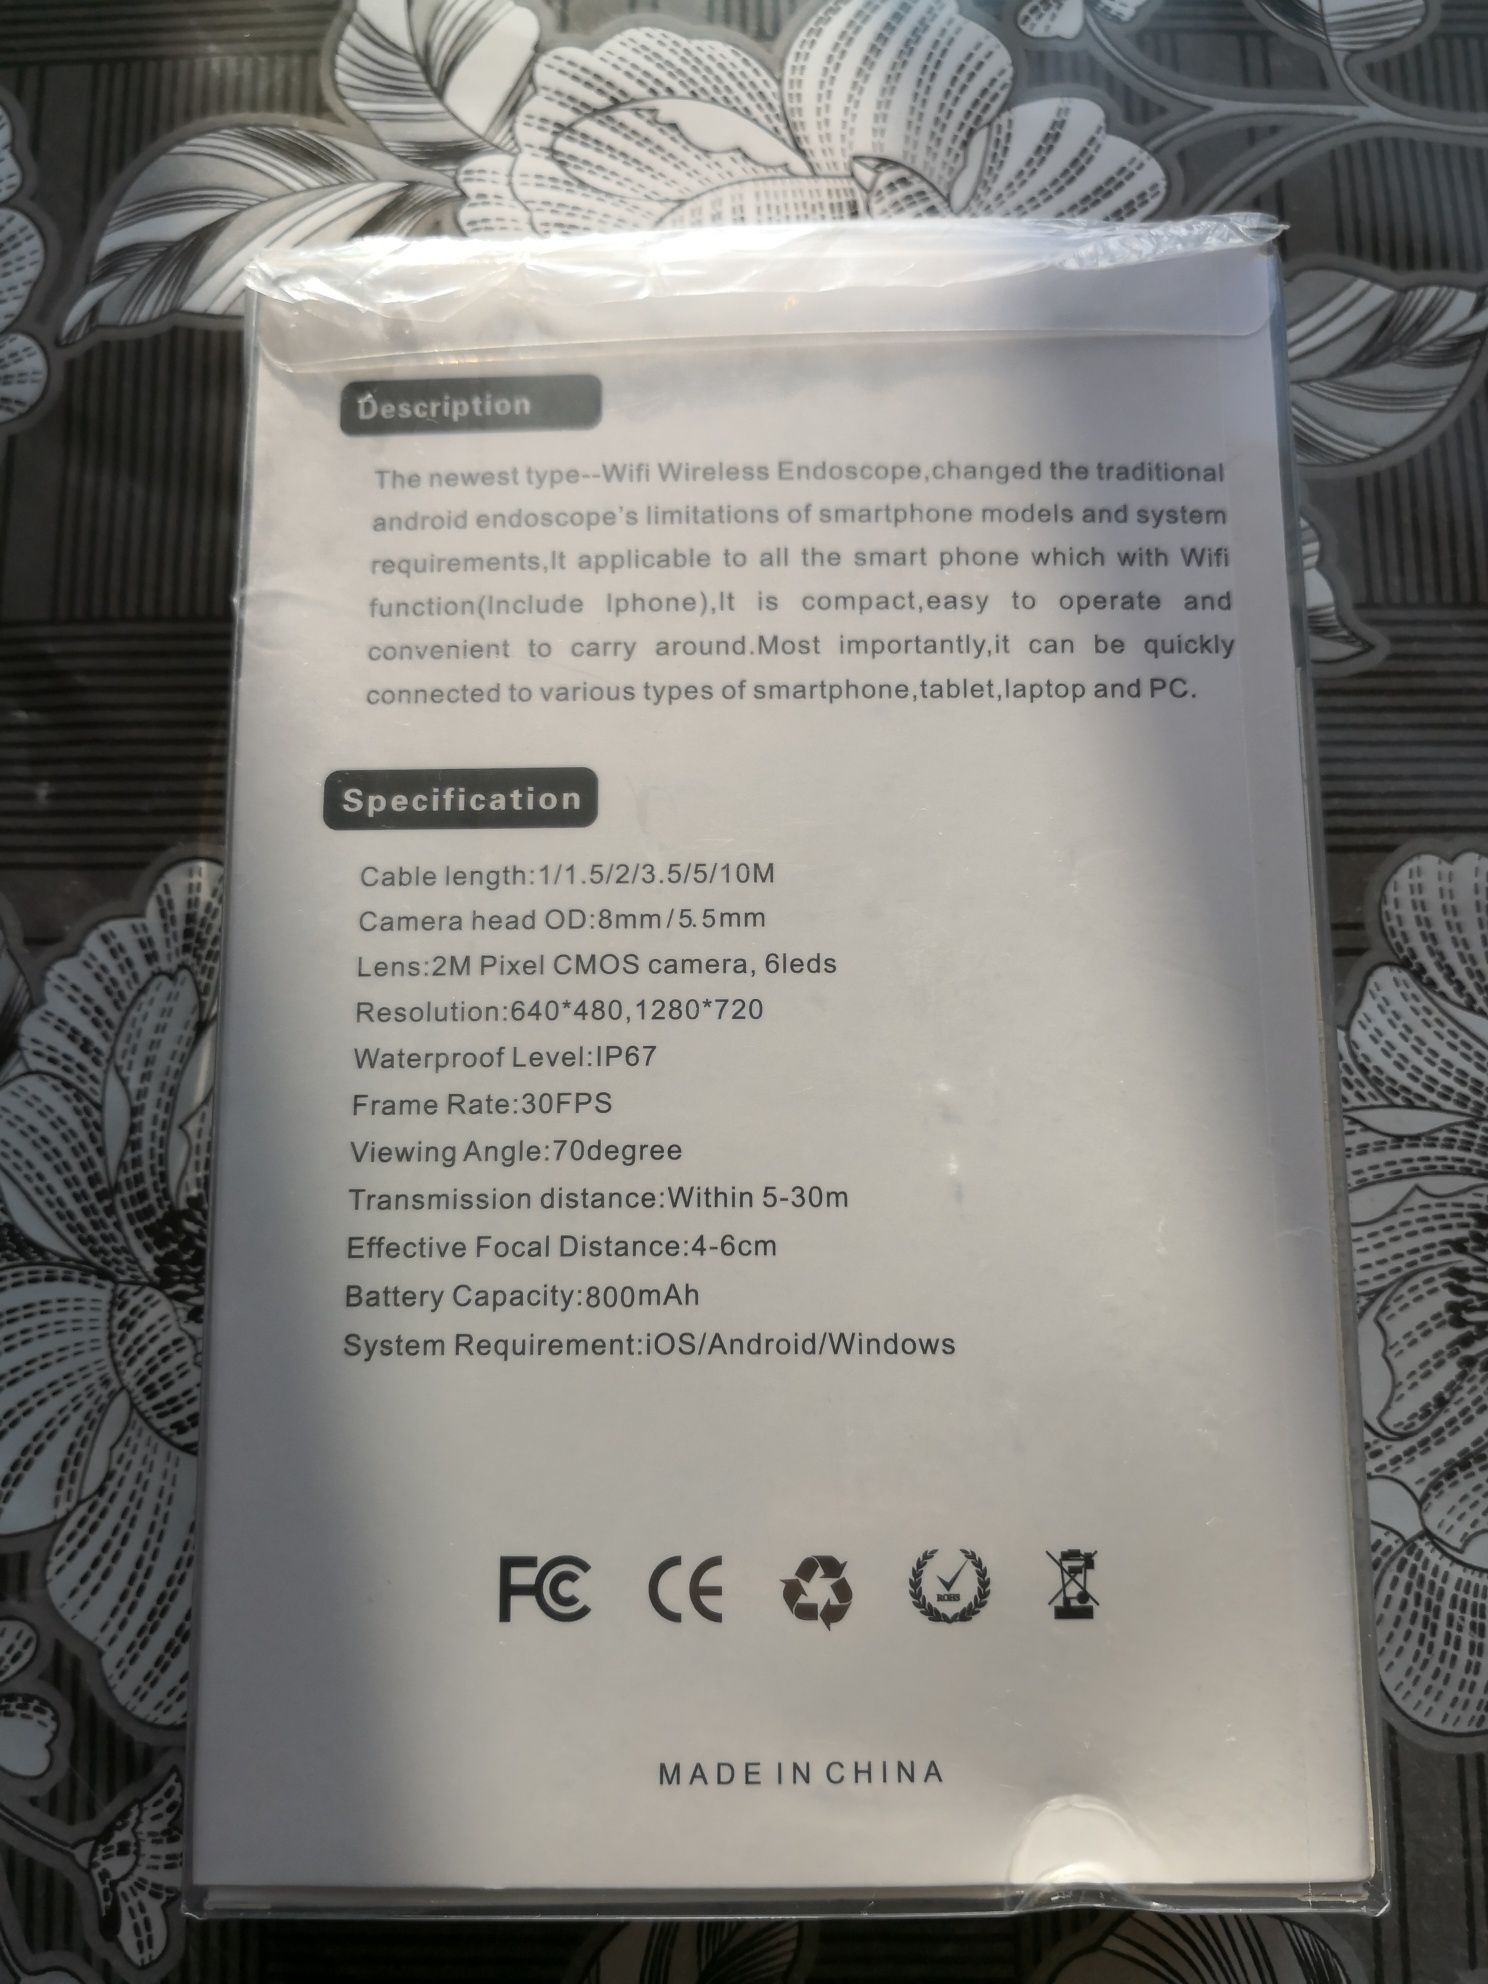 Description
The newest type--Wifi Wireless Endoscope,changed the traditional
android endoscope's limitations of smartphone models and system
requirements,It applicable to all the smart phone which with Wifi
function(Include Iphone),It is compact,easy to operate and
convenient to carry around.Most importantly,it can be quickly
connected to various types of smartphone,tablet,laptop and PC.
Specification
Cable length:1/1.5/2/3.5/5/10M
Camera head OD:8mm/5.5mm
Lens:2M Pixel CMOS camera, 6leds
Resolution:640*480,1280*720
Waterproof Level:IP67
Frame Rate:30FPS
Viewing Angle:70degree
Transmission distance:Within 5-30m
Effective Focal Distance:4-6cm
Battery Capacity:800mAh
System Requirement:iOS/Android/Windows
FC CE ROHS
MADE IN CHINA